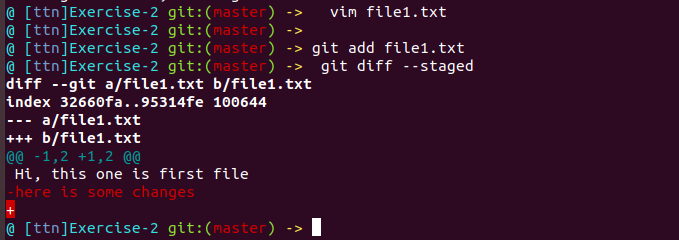 @ [ttn]Exercise-2 git:(master) ->   vim file1.txt
@ [ttn]Exercise-2 git:(master) ->
@ [ttn]Exercise-2 git:(master) -> git add file1.txt
@ [ttn]Exercise-2 git:(master) ->  git diff --staged
diff --git a/file1.txt b/file1.txt
index 32660fa..95314fe 100644
--- a/file1.txt
+++ b/file1.txt
@@ -1,2 +1,2 @@
 Hi, this one is first file
-here is some changes
+
@ [ttn]Exercise-2 git:(master) ->